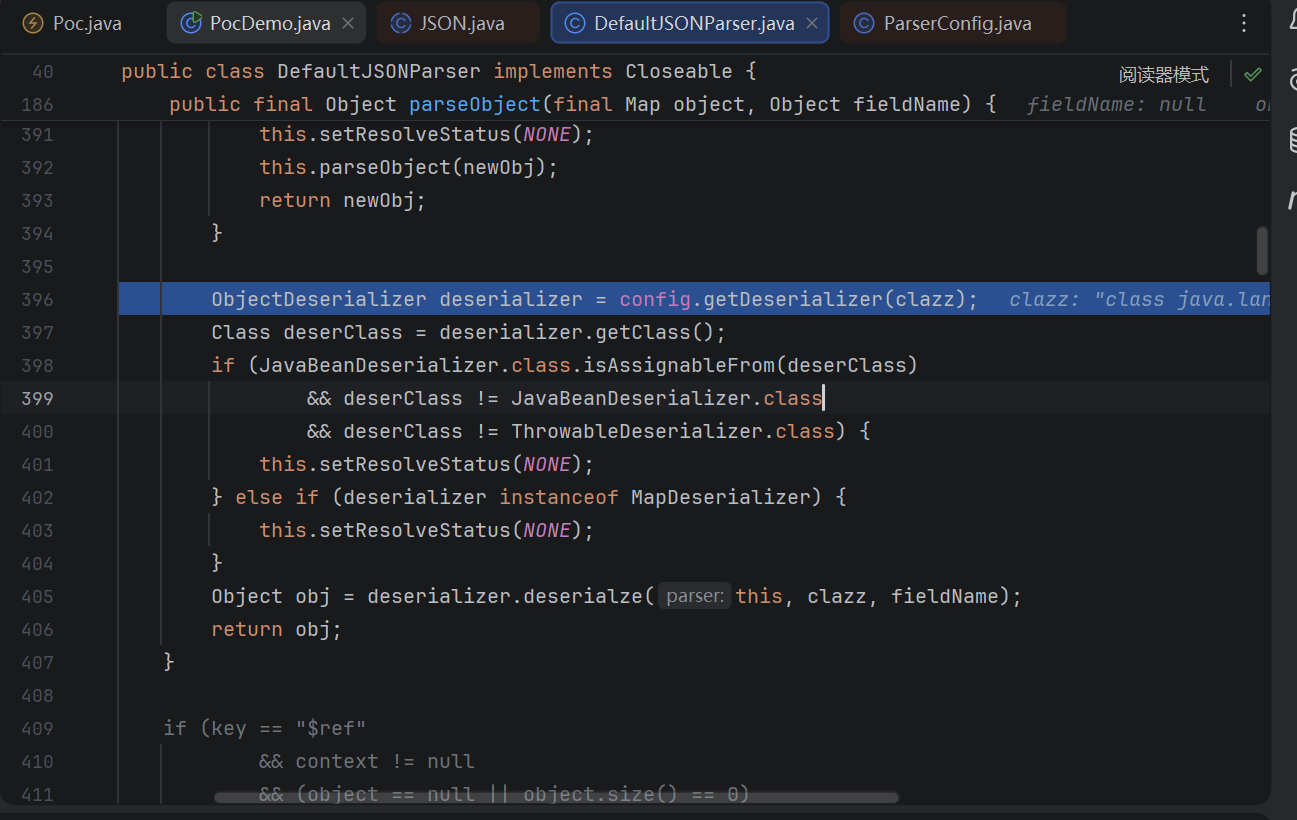 Poc.java PocDemo.java JSON.java DefaultJSONParser.java ParserConfig.java
40 public class DefaultJSONParser implements Closeable { 阅读器模式
186 public final Object parseObject(final Map object, Object fieldName) { fieldName: null
391 this.setResolveStatus(NONE);
392 this.parseObject(newObj);
393 return newObj;
394 }
395
396 ObjectDeserializer deserializer = config.getDeserializer(clazz); clazz: "class java.lan
397 Class deserClass = deserializer.getClass();
398 if (JavaBeanDeserializer.class.isAssignableFrom(deserClass)
399 && deserClass != JavaBeanDeserializer.class
400 && deserClass != ThrowableDeserializer.class) {
401 this.setResolveStatus(NONE);
402 } else if (deserializer instanceof MapDeserializer) {
403 this.setResolveStatus(NONE);
404 }
405 Object obj = deserializer.deserialze( parser: this, clazz, fieldName);
406 return obj;
407 }
408
409 if (key == "$ref"
410 && context != null
411 && (object == null || object.size() == 0)